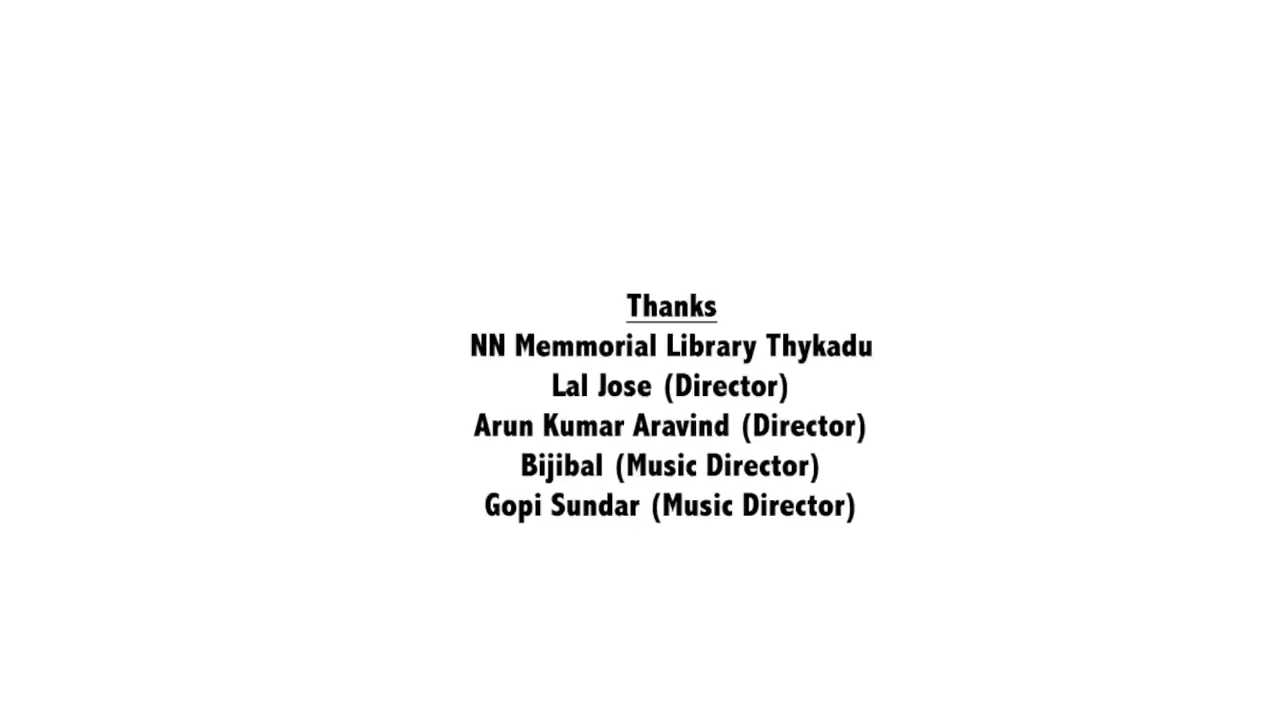 Thanks
NN Memmorial Library Thykadu
Lal Jose (Director)
Arun Kumar Aravind (Director)
Bijibal (Music Director)
Gopi Sundar (Music Director)